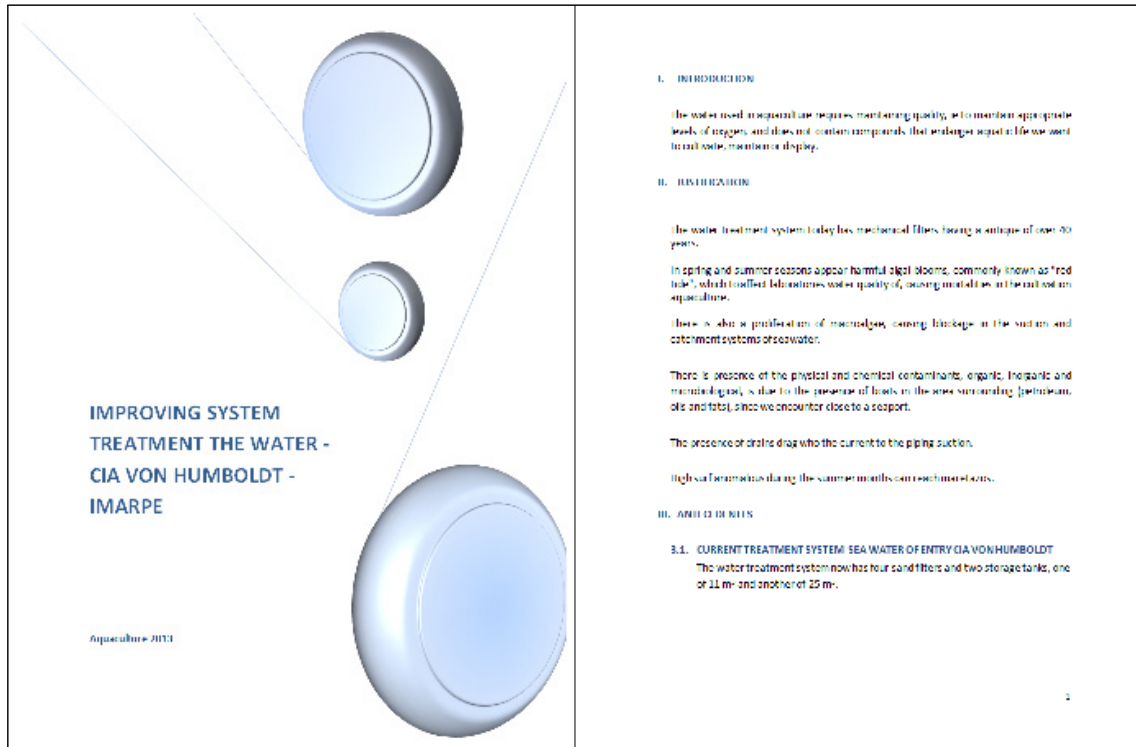 IMPROVING SYSTEM
TREATMENT THE WATER -
CIA VON HUMBOLDT -
IMARPE
Aquaculture 2013
I. INTRODUCTION
The water used in aquaculture requires maintaining quality, ie to maintain appropriate
levels of oxygen, and does not contain compounds that endanger aquatic life we want
to cultivate, maintain or display.
II. JUSTIFICATION
The water treatment system today has mechanical filters having a antique of over 40
years.
In spring and summer seasons appear harmful algal blooms, commonly known as "red
tide", which to affect laboratories water quality of, causing mortalities in the cultivation
aquaculture.
There is also a proliferation of macroalgae, causing blockage in the suction and
catchment systems of seawater.
There is presence of the physical and chemical contaminants, organic, inorganic and
microbiological, is due to the presence of boats in the area surrounding (petroleum,
oils and fats), since we encounter close to a seaport.
The presence of drains drag who the current to the piping suction.
High surf anomalous during the summer months can reach maretazos.
III. ANTECEDENTES
3.1. CURRENT TREATMENT SYSTEM SEA WATER OF ENTRY CIA VON HUMBOLDT
The water treatment system now has four sand filters and two storage tanks, one
of 11 m³ and another of 25 m³.